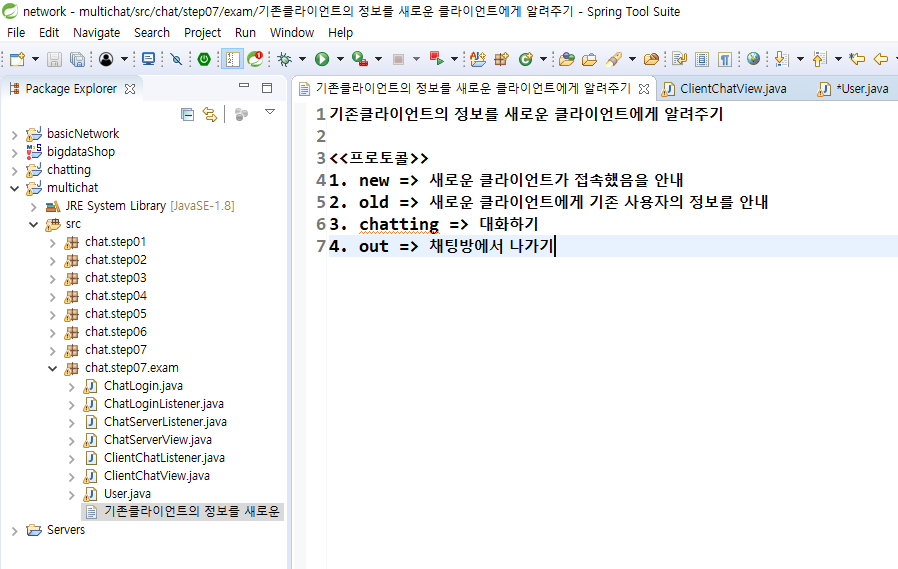 network - multichat/src/chat/step07/exam/기존클라이언트의 정보를 새로운 클라이언트에게 알려주기 - Spring Tool Suite
File Edit Navigate Search Project Run Window Help
Package Explorer
기존클라이언트의 정보를 새로운 클라이언트에게 알려주기
ClientChatView.java
*User.java
basicNetwork
bigdataShop
chatting
multichat
JRE System Library [JavaSE-1.8]
src
chat.step01
chat.step02
chat.step03
chat.step04
chat.step05
chat.step06
chat.step07
chat.step07.exam
ChatLogin.java
ChatLoginListener.java
ChatServerListener.java
ChatServerView.java
ClientChatListener.java
ClientChatView.java
User.java
기존클라이언트의 정보를 새로운
Servers
1 기존클라이언트의 정보를 새로운 클라이언트에게 알려주기
2
3 <<프로토콜>>
4 1. new => 새로운 클라이언트가 접속했음을 안내
5 2. old => 새로운 클라이언트에게 기존 사용자의 정보를 안내
6 3. chatting => 대화하기
7 4. out => 채팅방에서 나가기